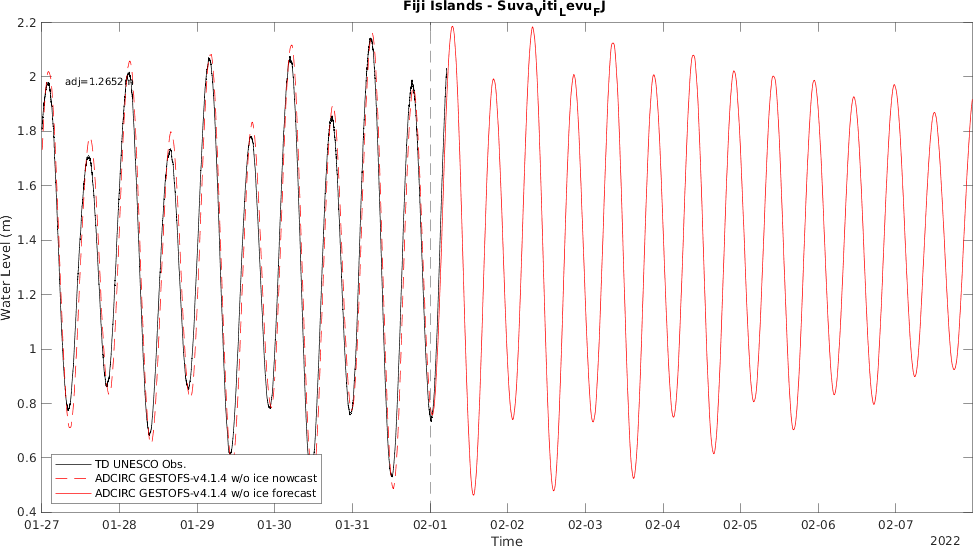 Fiji Islands - Suva_Viti_Levu_FJ
2.2
2
1.8
1.6
1.4
1.2
1
0.8
0.6
0.4
Water Level (m)
adj=1.2652
TD UNESCO Obs.
ADCIRC GESTOFS-v4.1.4 w/o ice nowcast
ADCIRC GESTOFS-v4.1.4 w/o ice forecast
01-27 01-28 01-29 01-30 01-31 02-01 02-02 02-03 02-04 02-05 02-06 02-07
Time
2022